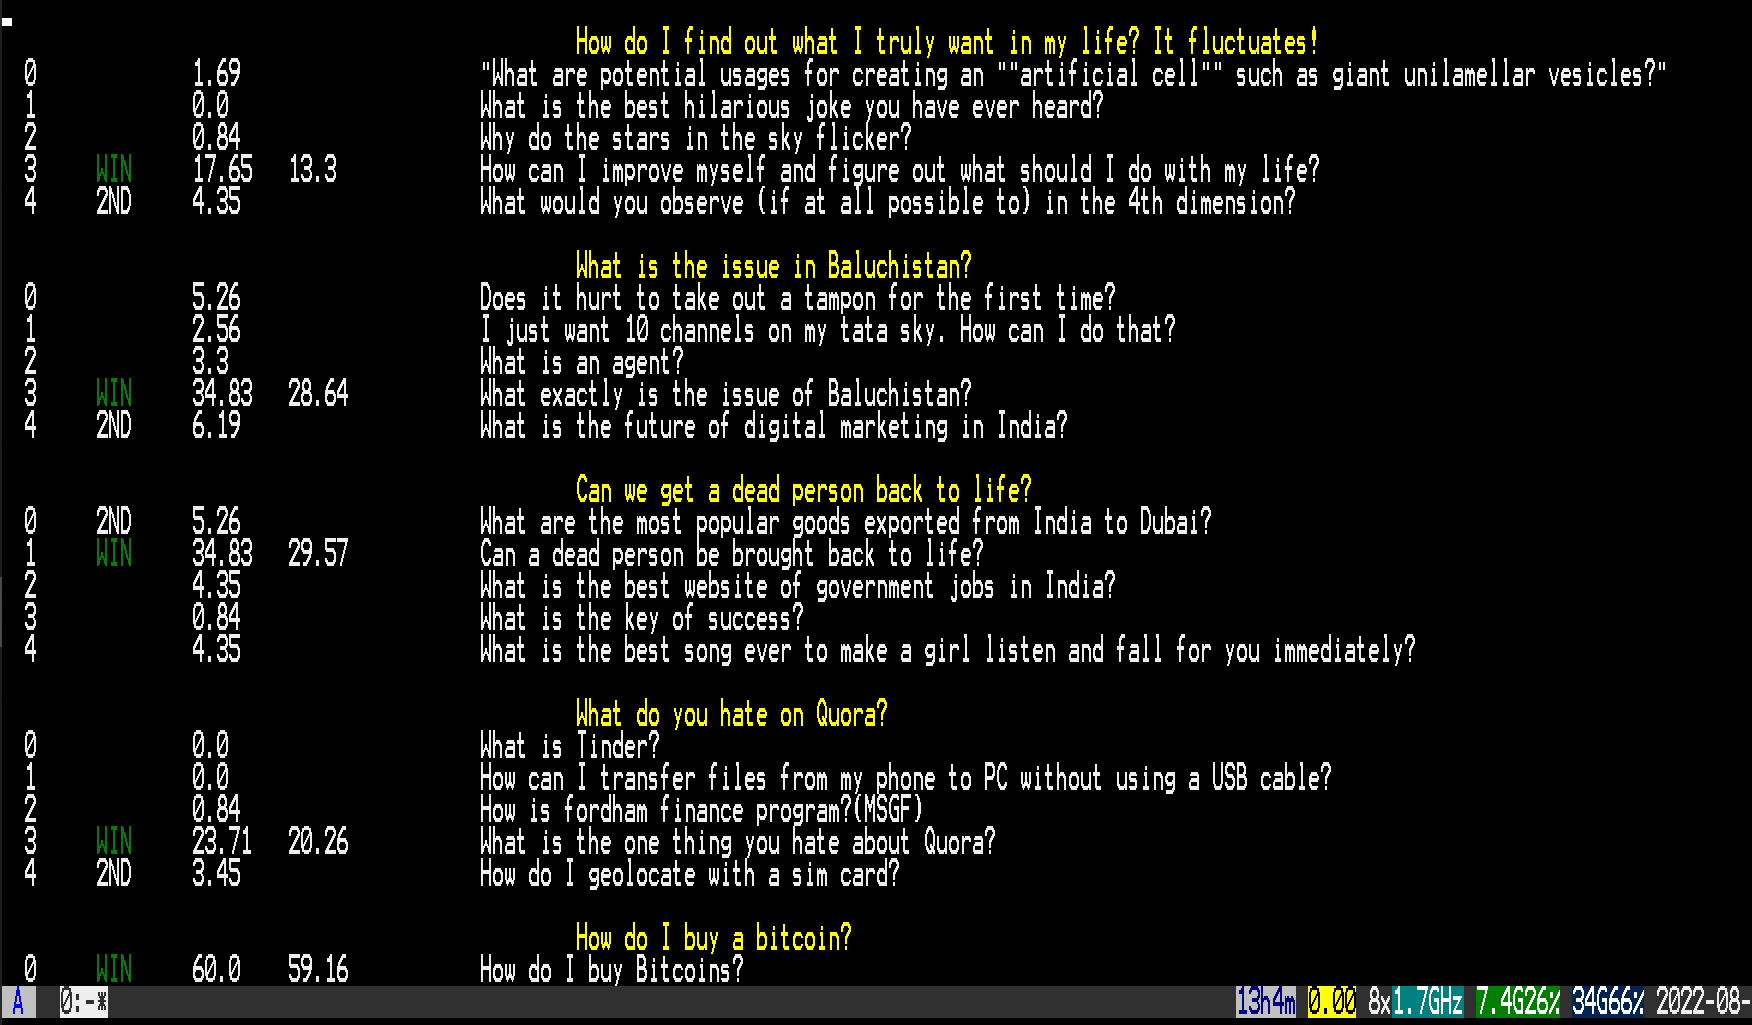 How do I find out what I truly want in my life? It fluctuates!
0 1.69 "What are potential usages for creating an ""artificial cell"" such as giant unilamellar vesicles?"
1 0.0 What is the best hilarious joke you have ever heard?
2 0.84 Why do the stars in the sky flicker?
3 WIN 17.65 13.3 How can I improve myself and figure out what should I do with my life?
4 2ND 4.35 What would you observe (if at all possible to) in the 4th dimension?
What is the issue in Baluchistan?
0 5.26 Does it hurt to take out a tampon for the first time?
1 2.56 I just want 10 channels on my tata sky. How can I do that?
2 3.3 What is an agent?
3 WIN 34.83 28.64 What exactly is the issue of Baluchistan?
4 2ND 6.19 What is the future of digital marketing in India?
Can we get a dead person back to life?
0 2ND 5.26 What are the most popular goods exported from India to Dubai?
1 WIN 34.83 29.57 Can a dead person be brought back to life?
2 4.35 What is the best website of government jobs in India?
3 0.84 What is the key of success?
4 4.35 What is the best song ever to make a girl listen and fall for you immediately?
What do you hate on Quora?
0 0.0 What is Tinder?
1 0.0 How can I transfer files from my phone to PC without using a USB cable?
2 0.84 How is fordham finance program?(MSGF)
3 WIN 23.71 20.26 What is the one thing you hate about Quora?
4 2ND 3.45 How do I geolocate with a sim card?
How do I buy a bitcoin?
0 WIN 60.0 59.16 How do I buy Bitcoins?
A 0:-* 13h4m 0.00 8x1.7GHz 7.4G26% 34G66% 2022-08-